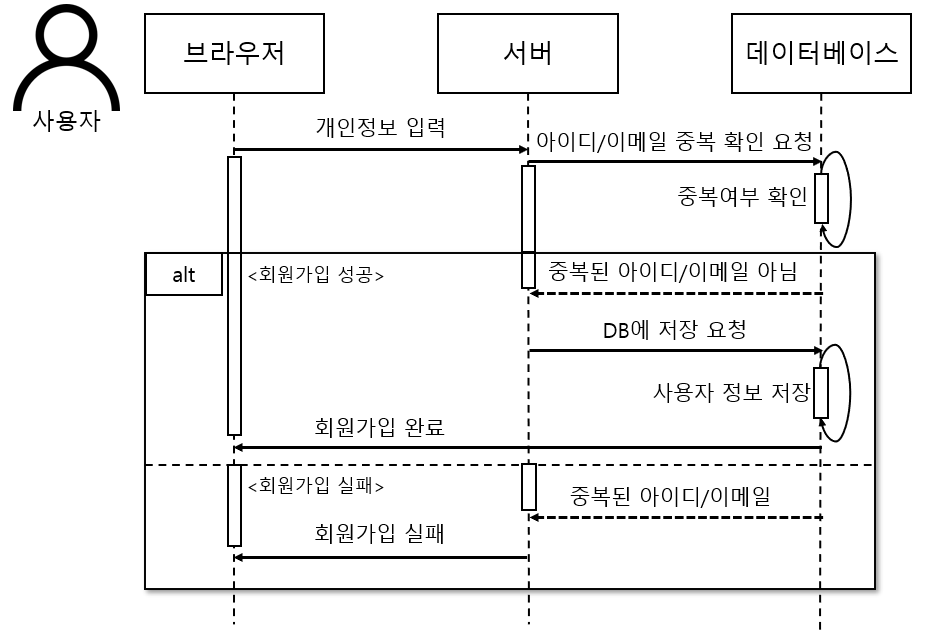 사용자
브라우저
서버
데이터베이스
개인정보 입력
아이디/이메일 중복 확인 요청
중복여부 확인
alt
<회원가입 성공>
중복된 아이디/이메일 아님
DB에 저장 요청
사용자 정보 저장
회원가입 완료
<회원가입 실패>
중복된 아이디/이메일
회원가입 실패